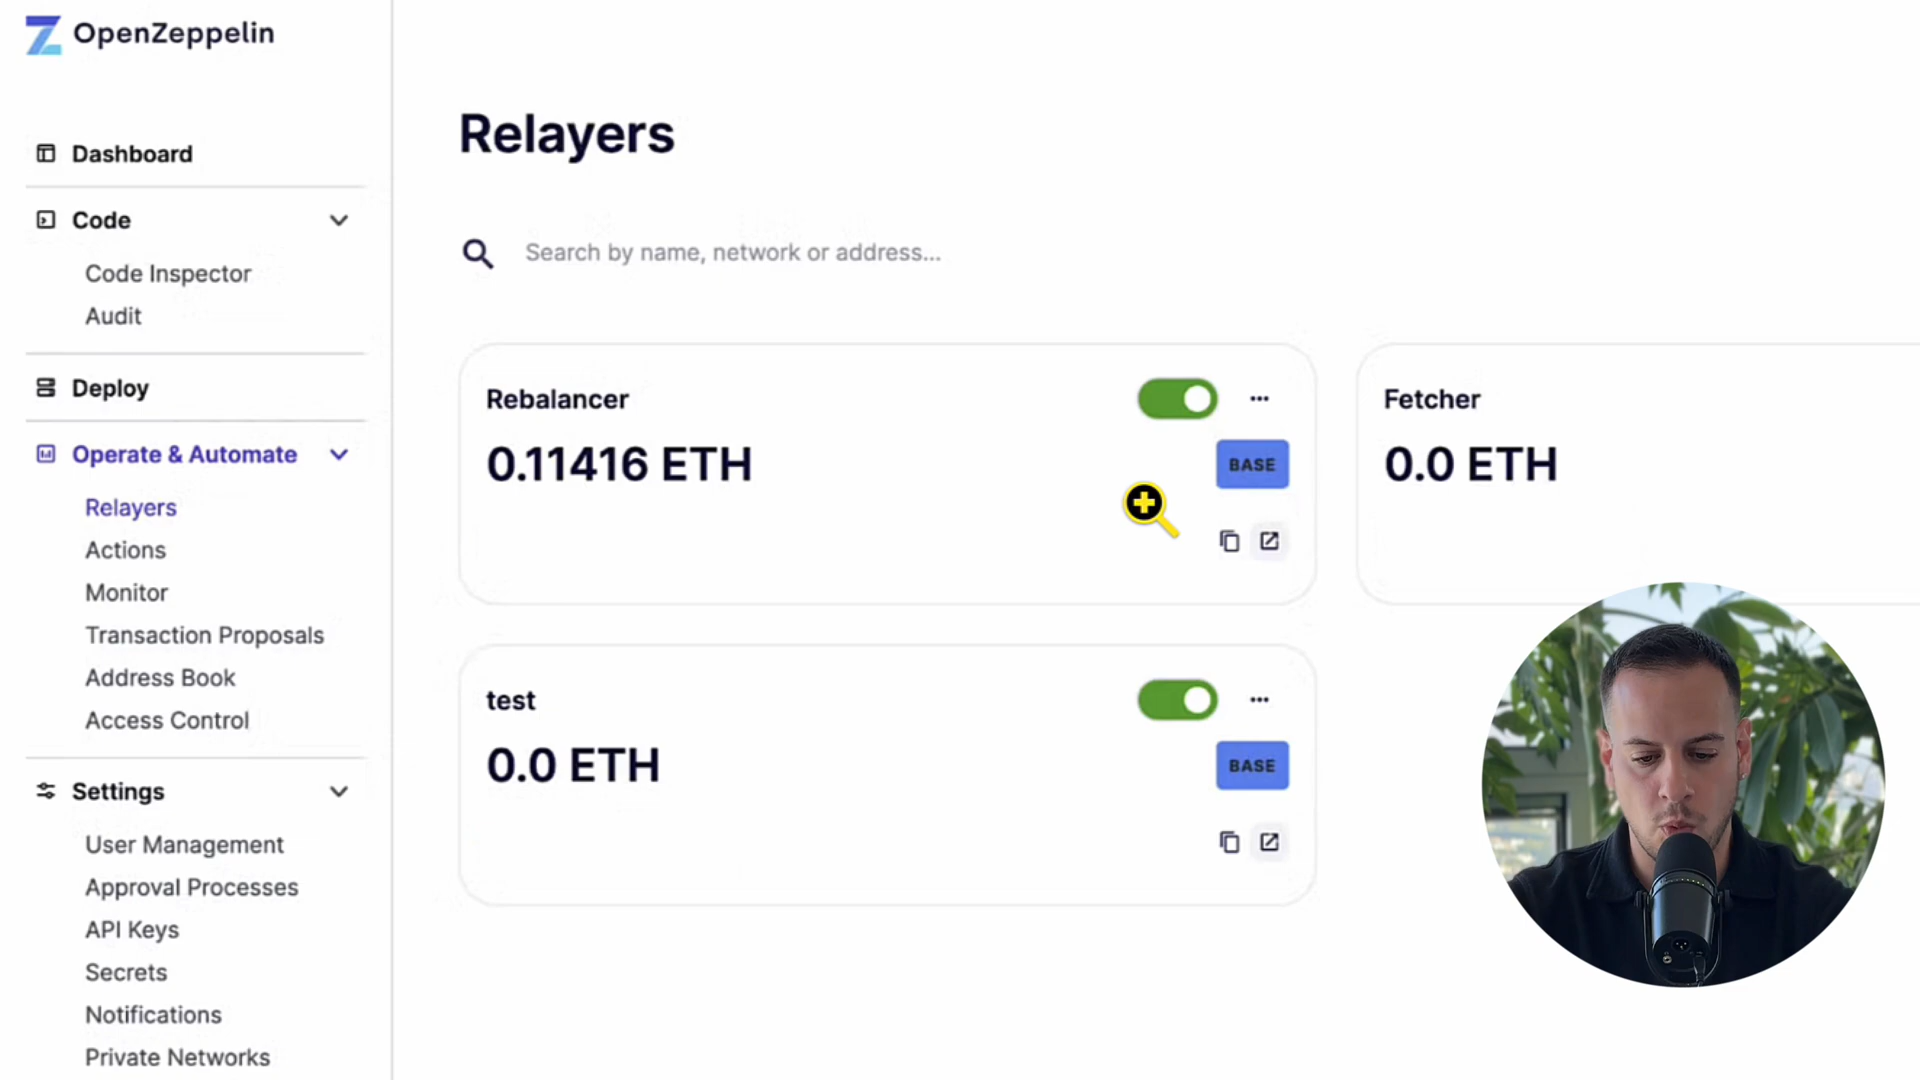 OpenZeppelin
Dashboard
Code
Code Inspector
Audit
Deploy
Operate & Automate
Relayers
Actions
Monitor
Transaction Proposals
Address Book
Access Control
Settings
User Management
Approval Processes
API Keys
Secrets
Notifications
Private Networks
Relayers
Search by name, network or address...
Rebalancer
0.11416 ETH
BASE
Fetcher
0.0 ETH
test
0.0 ETH
BASE